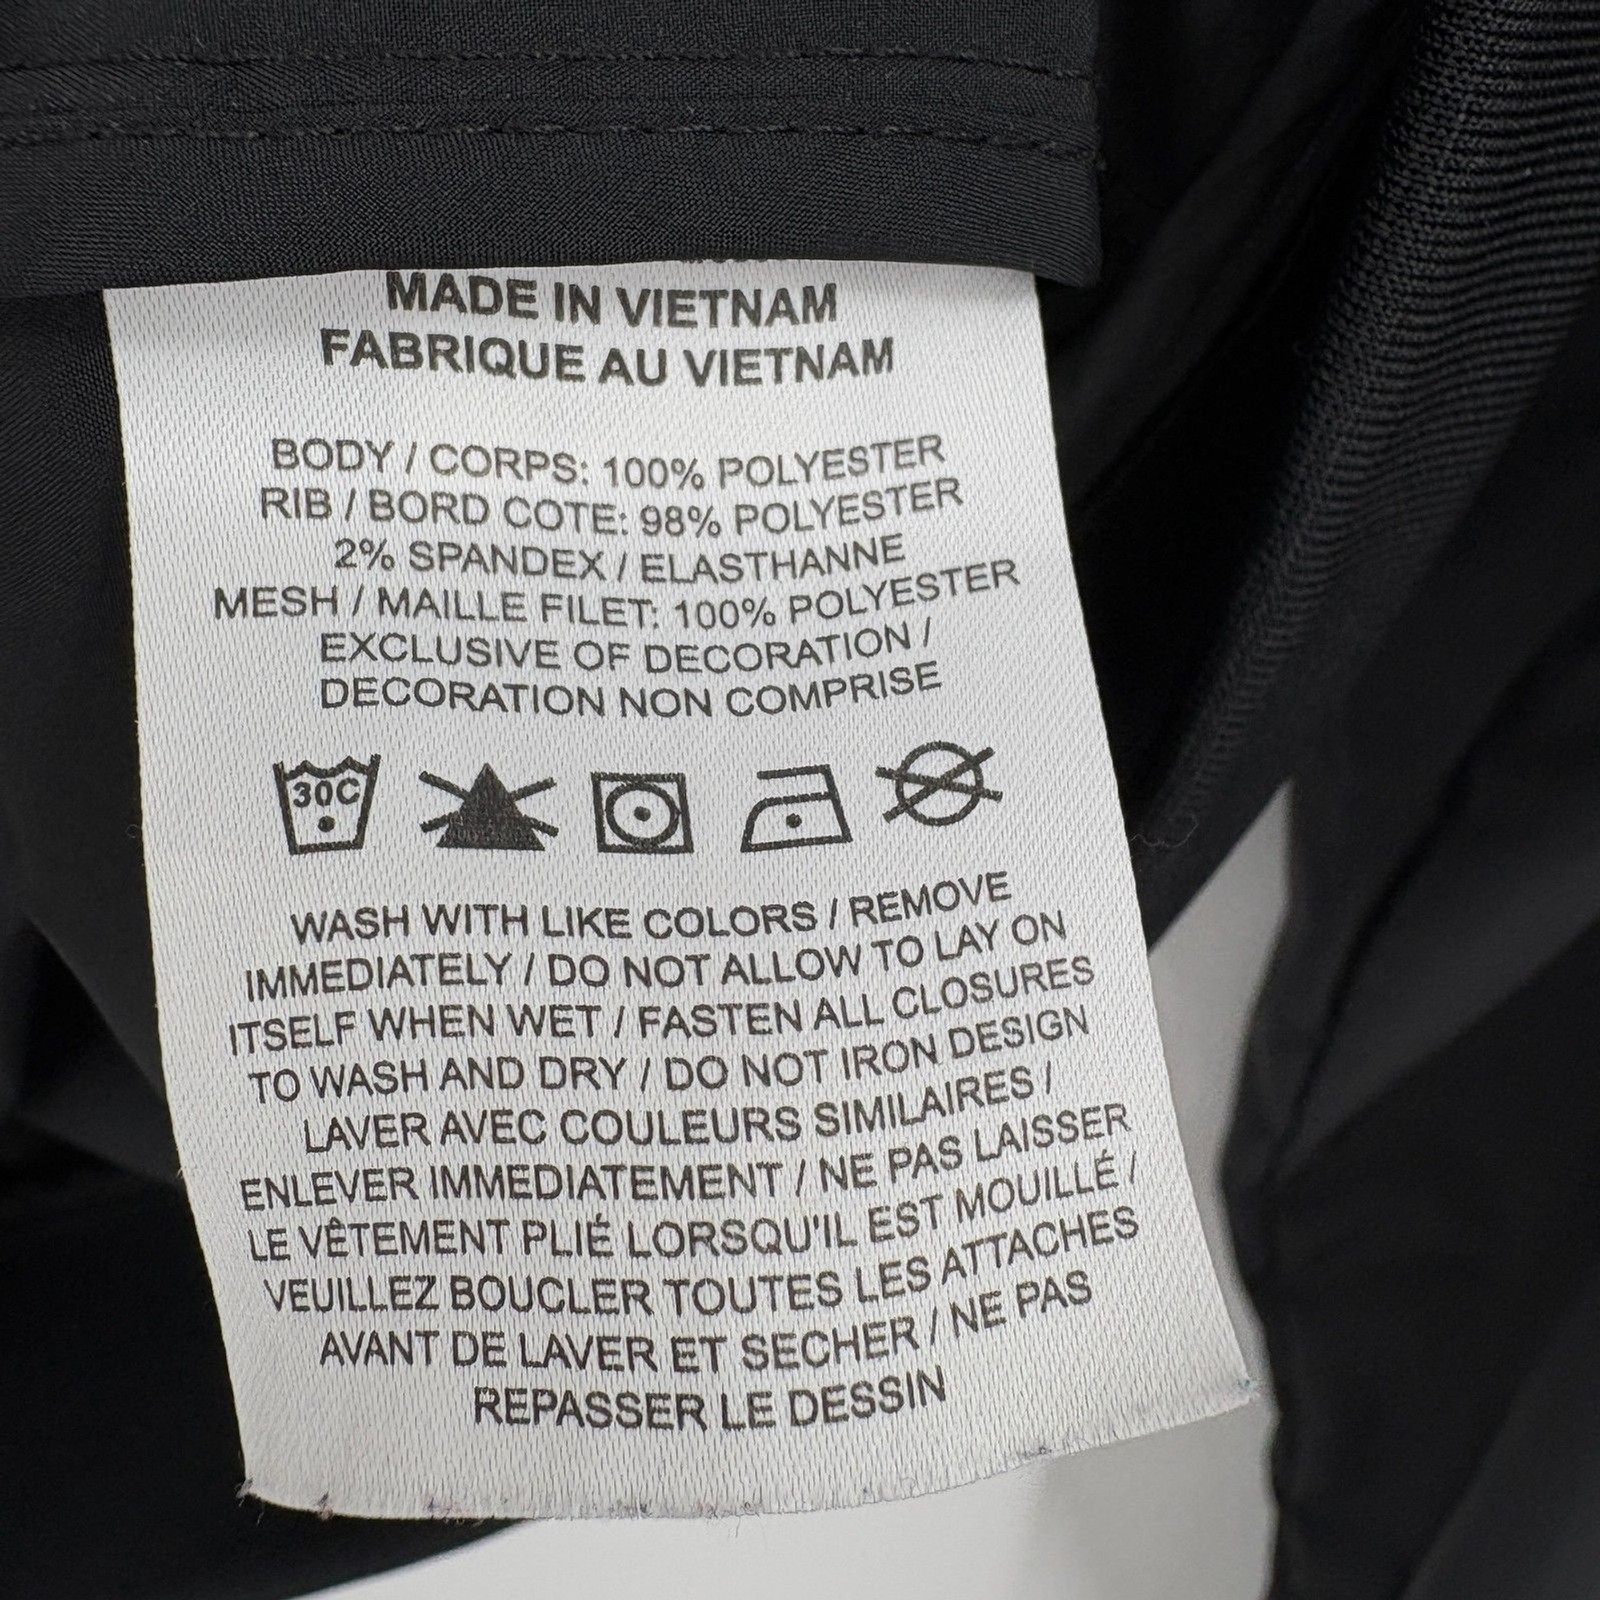 MADE IN VIETNAM
FABRIQUE AU VIETNAM
BODY / CORPS: 100% POLYESTER
RIB / BORD COTE: 98% POLYESTER
2% SPANDEX / ELASTHANNE
MESH / MAILLE FILET: 100% POLYESTER
EXCLUSIVE OF DECORATION /
DECORATION NON COMPRISE
30C
WASH WITH LIKE COLORS / REMOVE
IMMEDIATELY / DO NOT ALLOW TO LAY ON
ITSELF WHEN WET / FASTEN ALL CLOSURES
TO WASH AND DRY / DO NOT IRON DESIGN
LAVER AVEC COULEURS SIMILAIRES /
ENLEVER IMMEDIATEMENT / NE PAS LAISSER
LE VÊTEMENT PLIÉ LORSQU'IL EST MOUILLÉ /
VEUILLEZ BOUCLER TOUTES LES ATTACHES
AVANT DE LAVER ET SECHER / NE PAS
REPASSER LE DESSIN